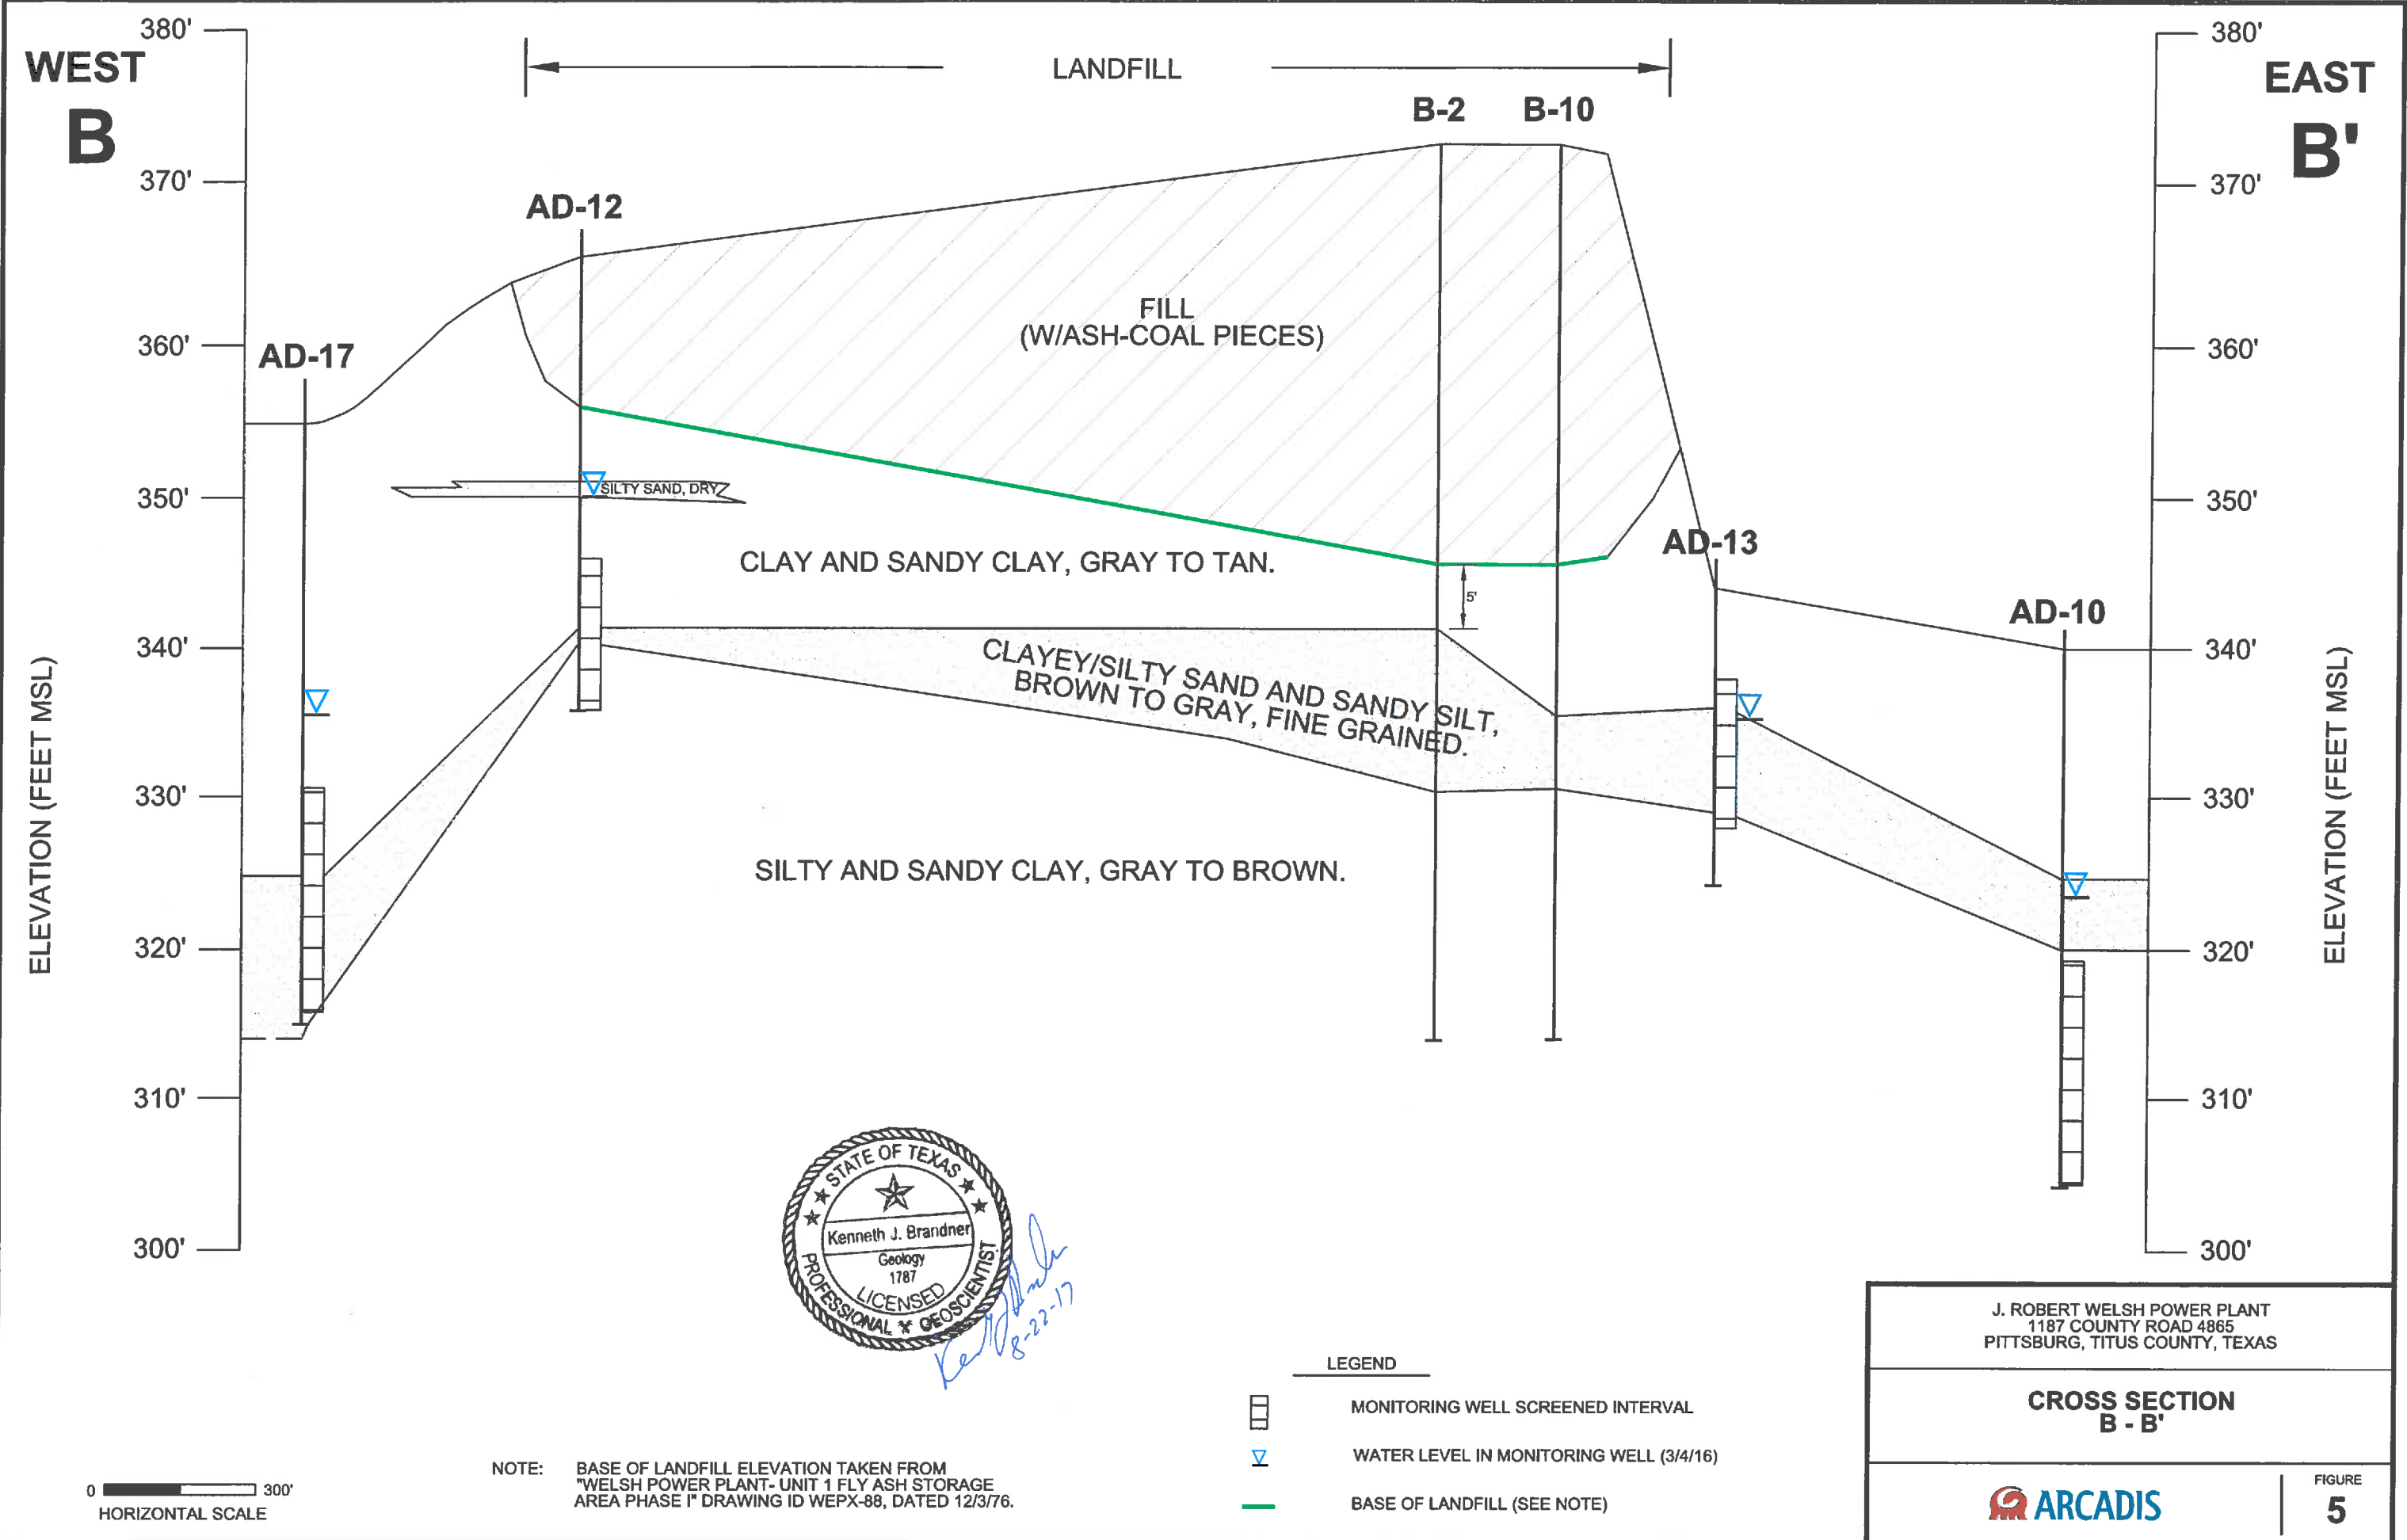 WEST
B
EAST
B'
LANDFILL
B-2
B-10
AD-12
AD-17
AD-13
AD-10
380'
370'
360'
350'
340'
330'
320'
310'
300'
ELEVATION (FEET MSL)
380'
370'
360'
350'
340'
330'
320'
310'
300'
ELEVATION (FEET MSL)
FILL
(W/ASH-COAL PIECES)
SILTY SAND, DRY
CLAY AND SANDY CLAY, GRAY TO TAN.
5'
CLAYEY/SILTY SAND AND SANDY SILT,
BROWN TO GRAY, FINE GRAINED.
SILTY AND SANDY CLAY, GRAY TO BROWN.
STATE OF TEXAS
Kenneth J. Brandner
Geology
1787
LICENSED
PROFESSIONAL GEOSCIENTIST
8-22-17
LEGEND
MONITORING WELL SCREENED INTERVAL
WATER LEVEL IN MONITORING WELL (3/4/16)
BASE OF LANDFILL (SEE NOTE)
NOTE: BASE OF LANDFILL ELEVATION TAKEN FROM
"WELSH POWER PLANT- UNIT 1 FLY ASH STORAGE
AREA PHASE I" DRAWING ID WEPX-88, DATED 12/3/76.
0 300'
HORIZONTAL SCALE
J. ROBERT WELSH POWER PLANT
1187 COUNTY ROAD 4865
PITTSBURG, TITUS COUNTY, TEXAS
CROSS SECTION
B - B'
ARCADIS
FIGURE
5